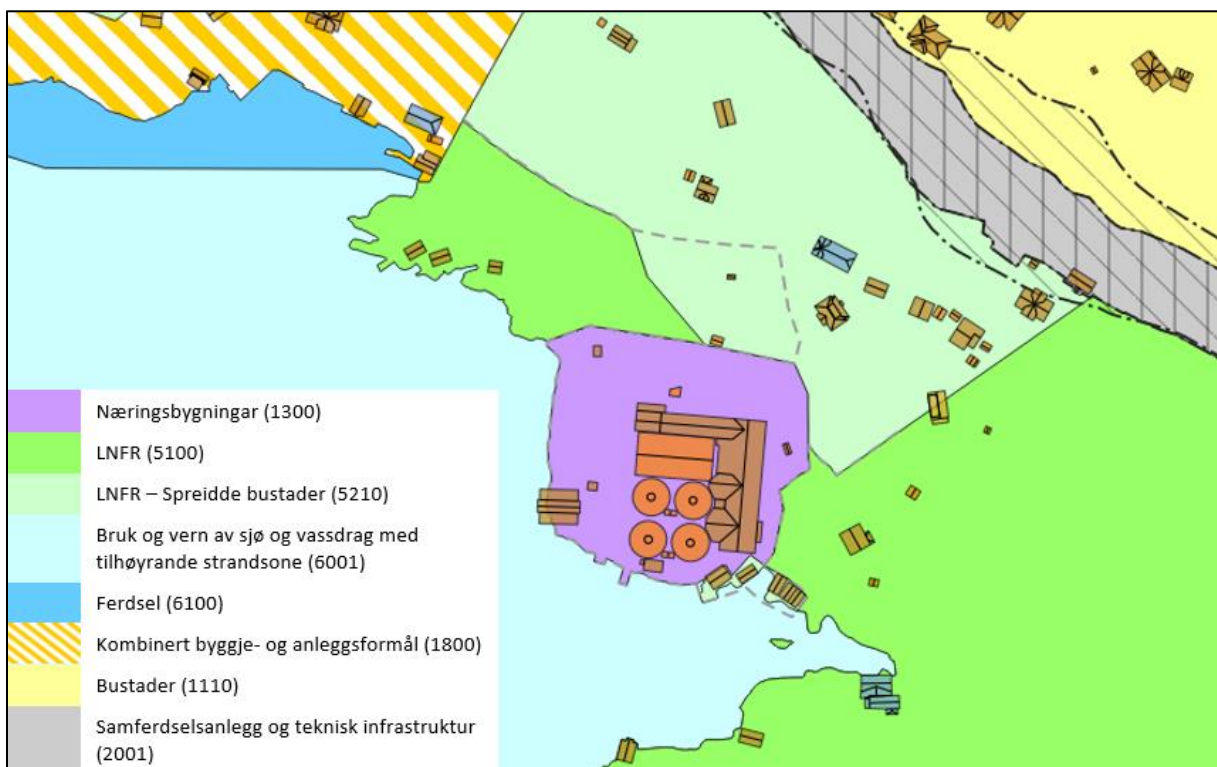 Næringsbygningar (1300)
LNFR (5100)
LNFR – Spreidde bustader (5210)
Bruk og vern av sjø og vassdrag med
tilhøyrande strandsone (6001)
Ferdsel (6100)
Kombinert byggje- og anleggsformål (1800)
Bustader (1110)
Samferdselsanlegg og teknisk infrastruktur
(2001)